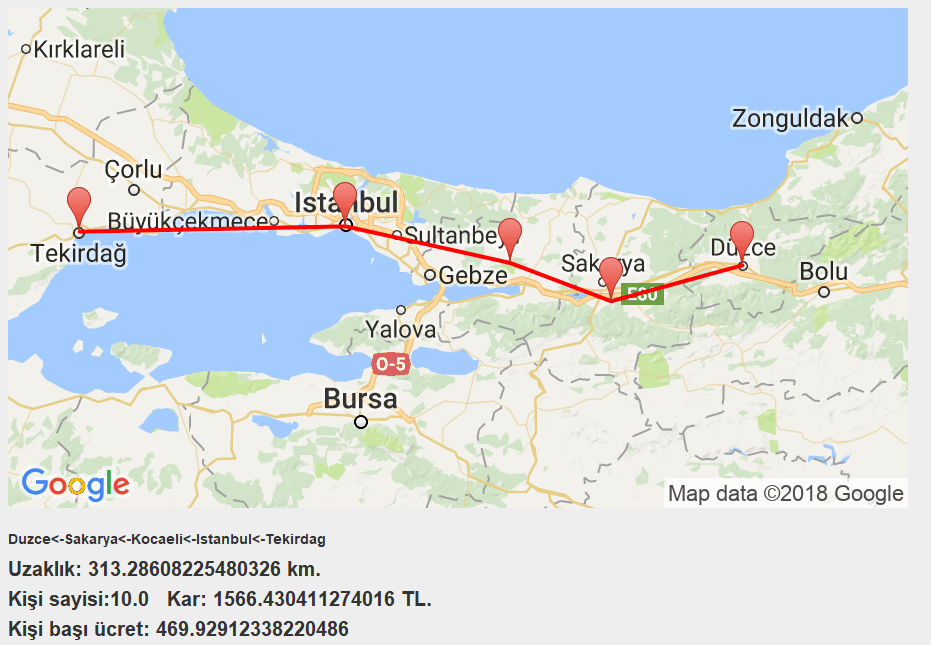 Kırklareli
Zonguldak
Çorlu
Istanbul
Büyükçekmece
Sultanbeyli
Tekirdağ
Düzce
Sakarya
Bolu
Gebze
E80
Yalova
O-5
Bursa
Google
Map data ©2018 Google
Duzce<-Sakarya<-Kocaeli<-Istanbul<-Tekirdag
Uzaklık: 313.28608225480326 km.
Kişi sayisi:10.0 Kar: 1566.430411274016 TL.
Kişi başı ücret: 469.92912338220486